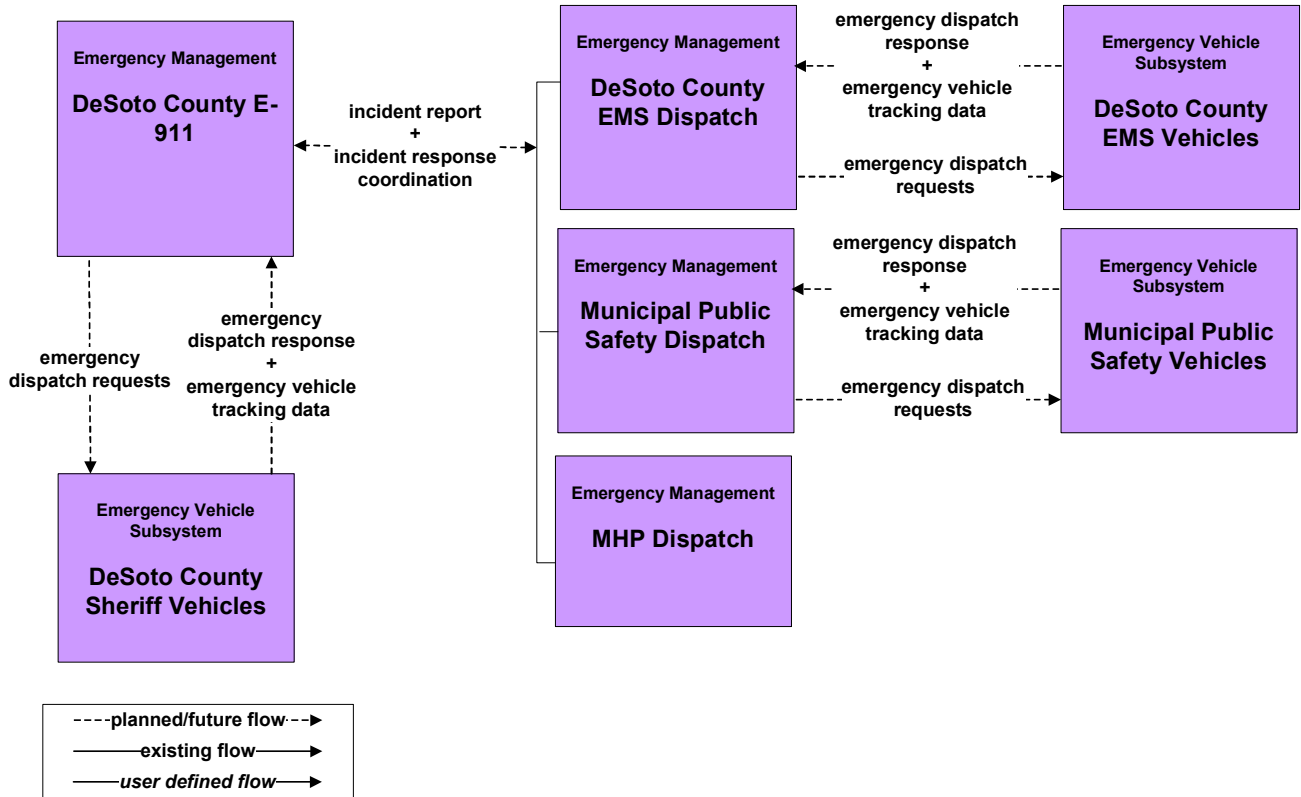 Emergency Management
DeSoto County E-
911
incident report
+
incident response
coordination
Emergency Management
DeSoto County
EMS Dispatch
emergency dispatch
response
+
emergency vehicle
tracking data
emergency dispatch
requests
Emergency Vehicle
Subsystem
DeSoto County
EMS Vehicles
Emergency Management
Municipal Public
Safety Dispatch
emergency dispatch
response
+
emergency vehicle
tracking data
emergency dispatch
requests
Emergency Vehicle
Subsystem
Municipal Public
Safety Vehicles
emergency
dispatch requests
emergency
dispatch response
+
emergency vehicle
tracking data
Emergency Management
MHP Dispatch
Emergency Vehicle
Subsystem
DeSoto County
Sheriff Vehicles
planned/future flow
existing flow
user defined flow